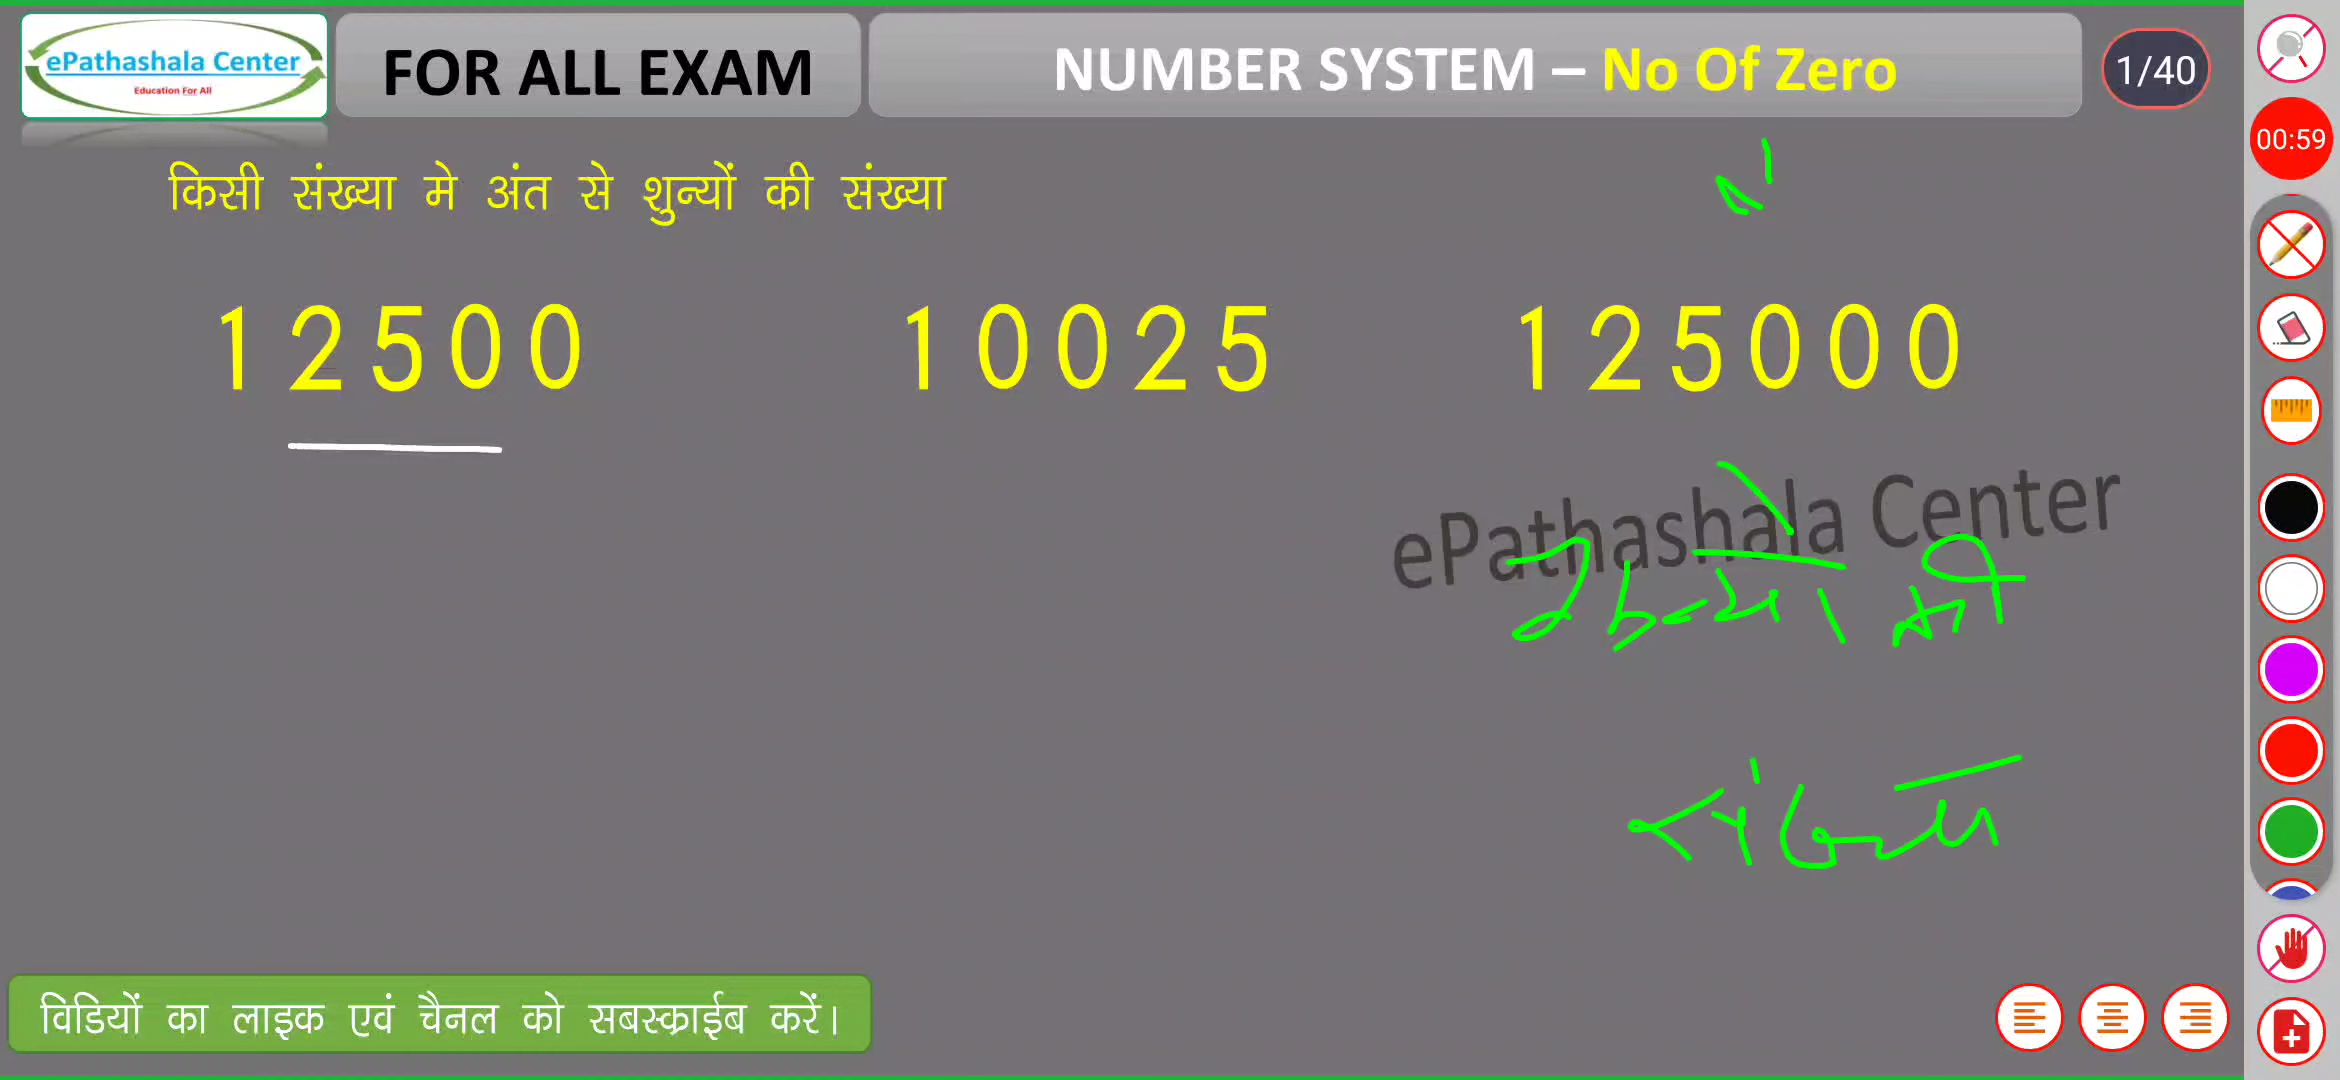 ePathashala Center
Education For All
FOR ALL EXAM
NUMBER SYSTEM – No Of Zero
1/40
00:59
किसी संख्या मे अंत से शुन्यों की संख्या
12500 10025 125000
ePathashala Center
की
संख्या
विडियों का लाइक एवं चैनल को सबस्क्राईब करें।